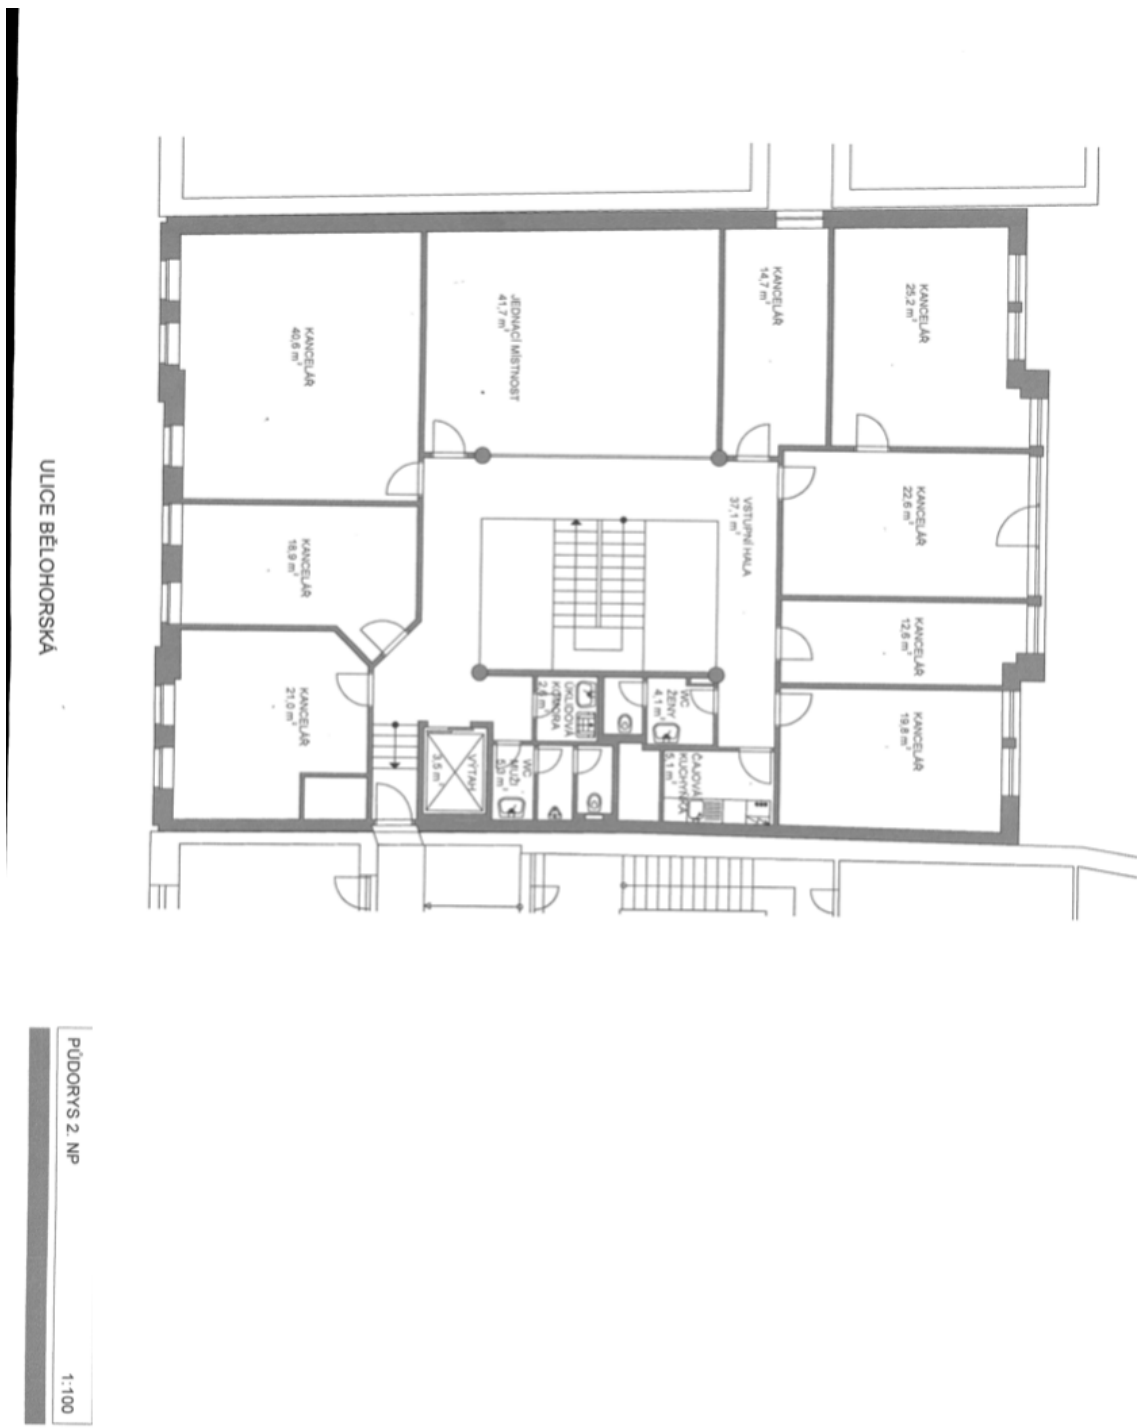 KANCELÁŘ
40,6 m²
JEDNACÍ MÍSTNOST
41,7 m²
KANCELÁŘ
14,7 m²
KANCELÁŘ
25,2 m²
VSTUPNÍ HALA
37,1 m²
KANCELÁŘ
22,6 m²
KANCELÁŘ
18,9 m²
KANCELÁŘ
12,6 m²
KANCELÁŘ
21,0 m²
KANCELÁŘ
19,8 m²
VÝTAH
3,5 m²
WC
MUŽI
ÚKLIDOVÁ
KOMORA
WC
ŽENY
4,1 m²
ČAJOVÁ
KUCHYŇKA
5,1 m²
ULICE BĚLOHORSKÁ
PŮDORYS 2. NP
1:100